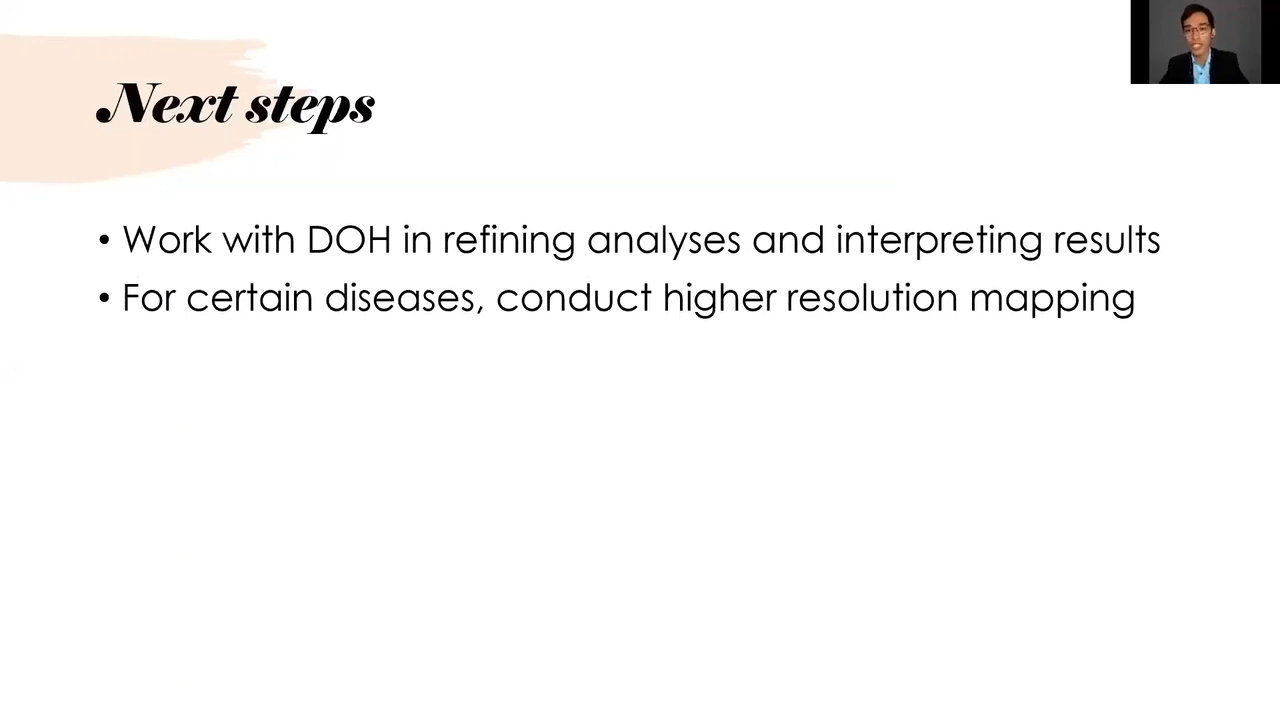 Next steps
• Work with DOH in refining analyses and interpreting results
• For certain diseases, conduct higher resolution mapping